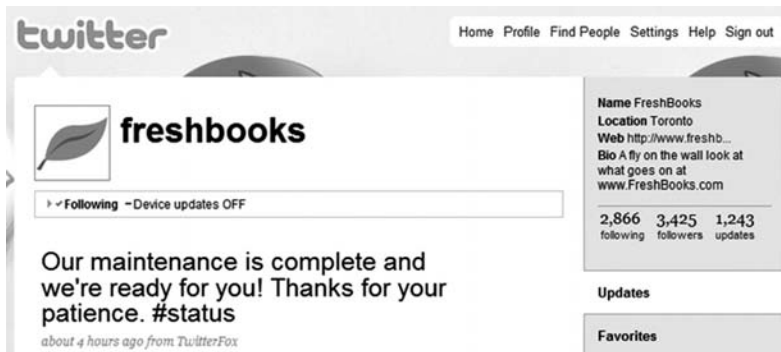 twitter
Home Profile Find People Settings Help Sign out
freshbooks
Following - Device updates OFF
Our maintenance is complete and
we're ready for you! Thanks for your
patience. #status
about 4 hours ago from TwitterFox
Name FreshBooks
Location Toronto
Web http://www.freshb...
Bio A fly on the wall look at
what goes on at
www.FreshBooks.com
2,866 3,425 1,243
following followers updates
Updates
Favorites